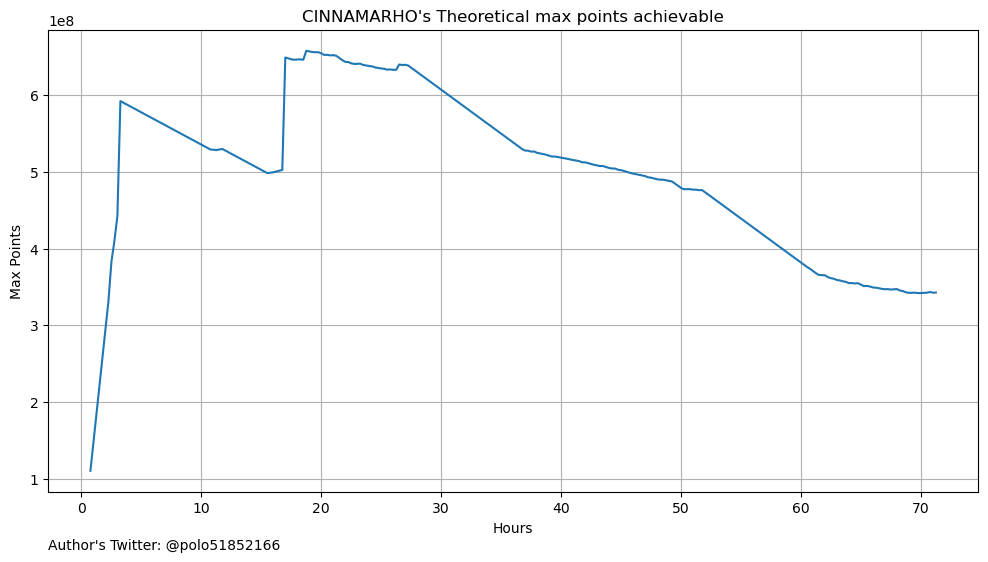 CINNAMARHO's Theoretical max points achievable
1e8
6
5
4
3
2
1
Max Points
0 10 20 30 40 50 60 70
Hours
Author's Twitter: @polo51852166